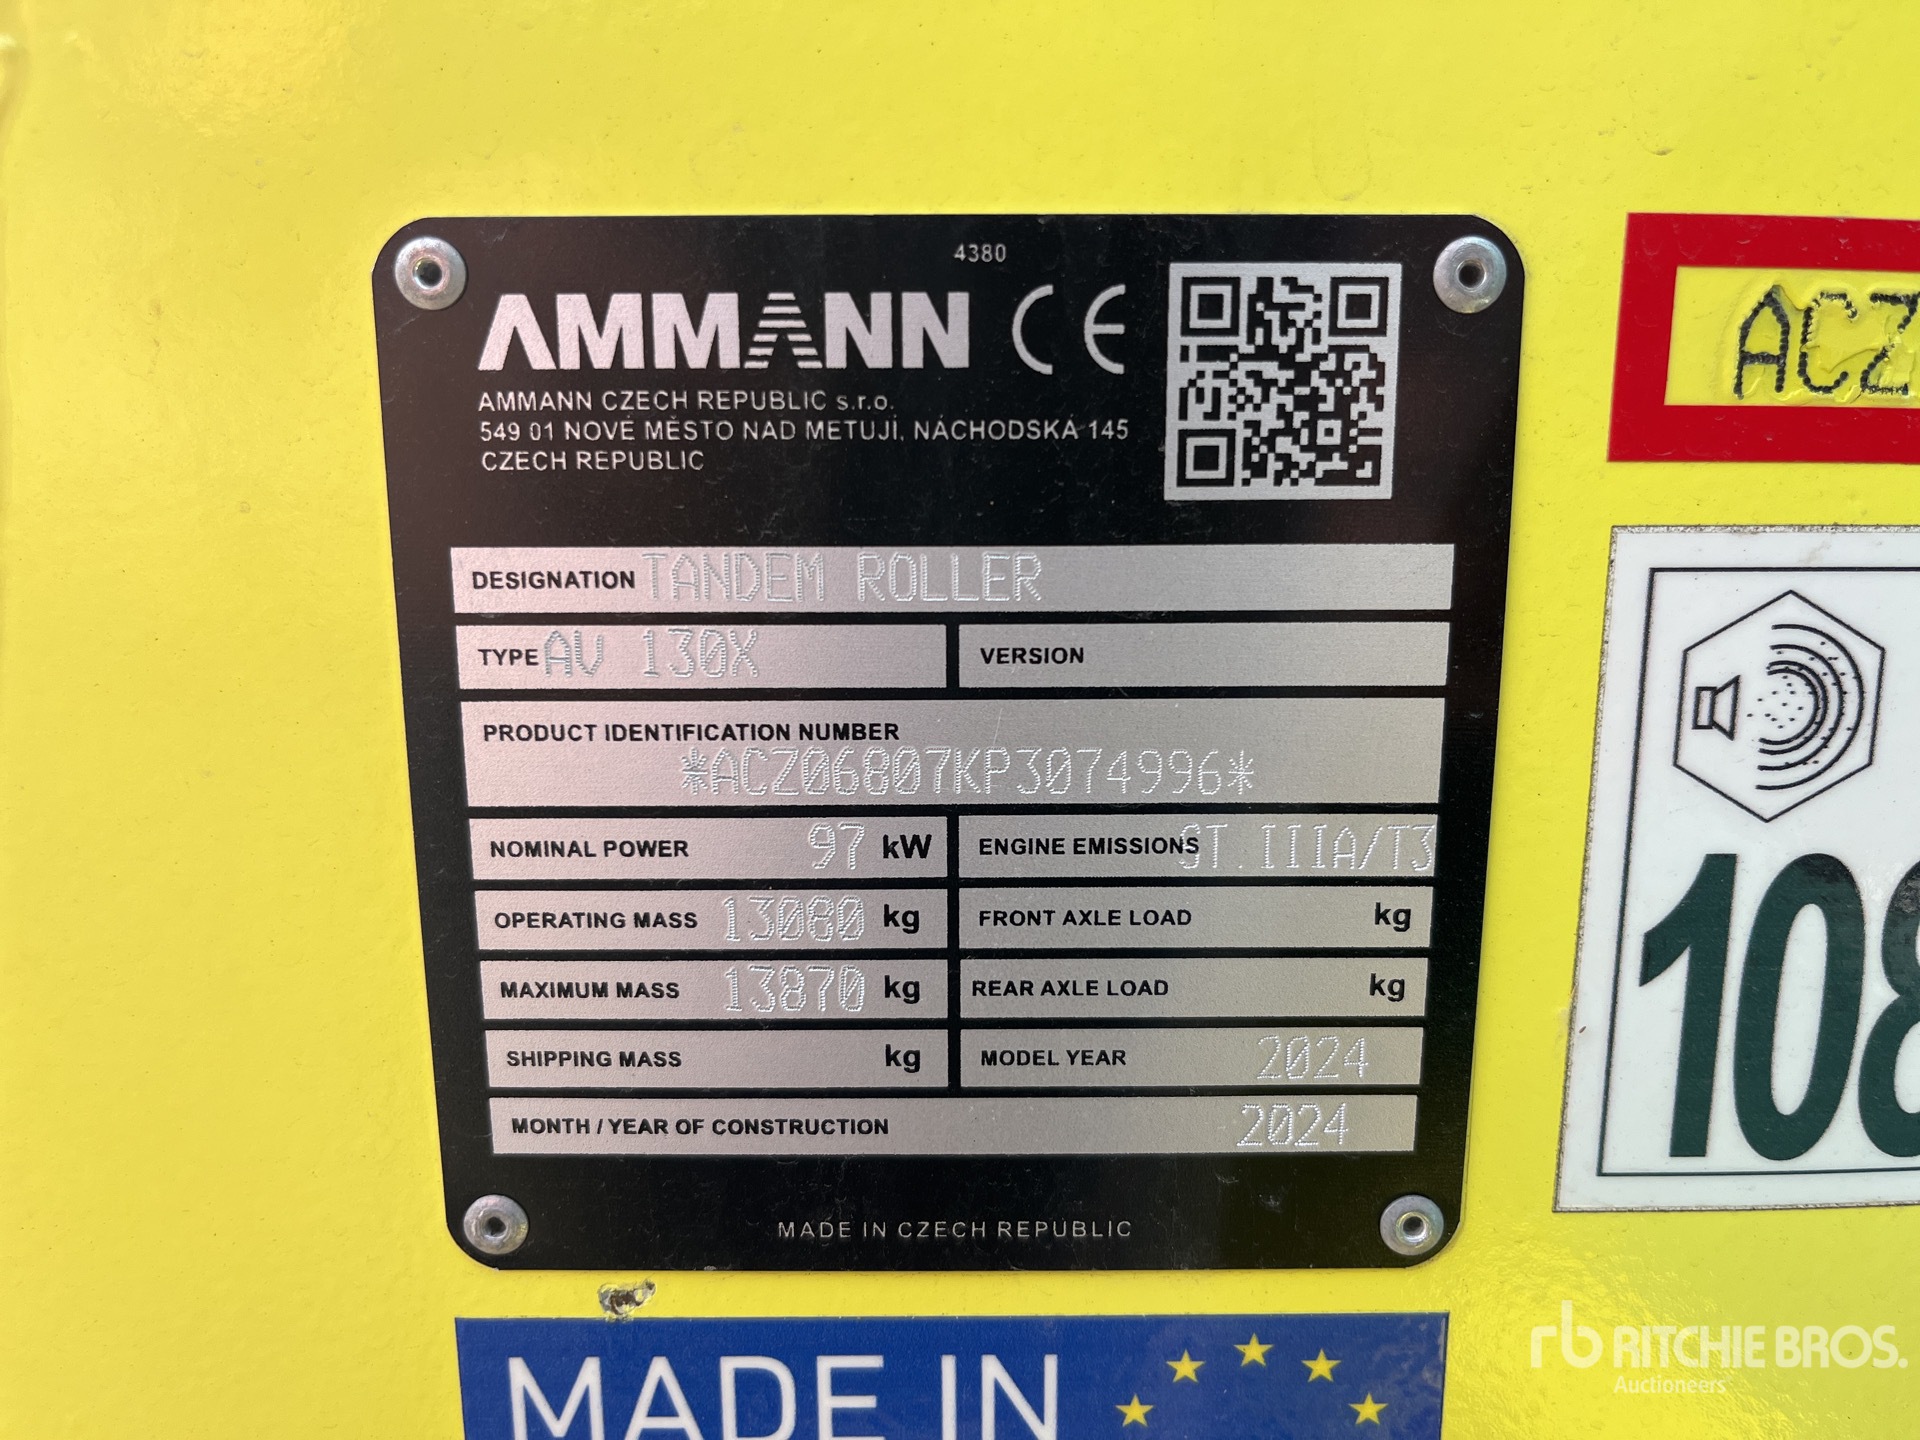 4380
AMMANN CE
AMMANN CZECH REPUBLIC s.r.o.
549 01 NOVÉ MĚSTO NAD METUJÍ, NÁCHODSKÁ 145
CZECH REPUBLIC
DESIGNATION TANDEM ROLLER
TYPE AV 130X VERSION
PRODUCT IDENTIFICATION NUMBER
*ACZ06807KP3074996*
NOMINAL POWER 97 kW ENGINE EMISSIONS ST.IIIA/T3
OPERATING MASS 13080 kg FRONT AXLE LOAD kg
MAXIMUM MASS 13870 kg REAR AXLE LOAD kg
SHIPPING MASS kg MODEL YEAR 2024
MONTH / YEAR OF CONSTRUCTION 2024
MADE IN CZECH REPUBLIC
ACZ
108
MADE IN
rb RITCHIE BROS.
Auctioneers